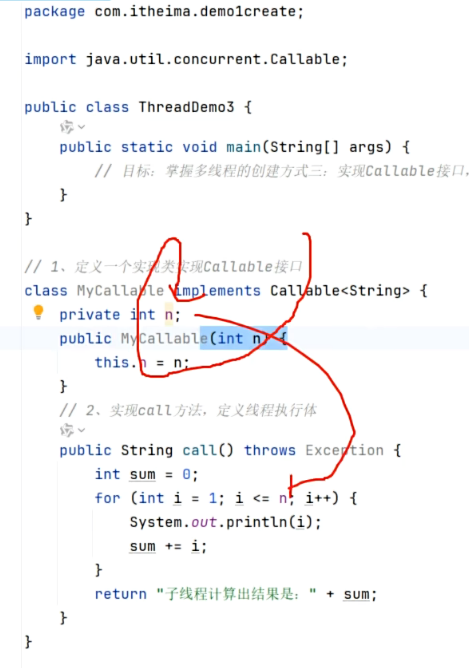 package com.itheima.demo1create;
import java.util.concurrent.Callable;
public class ThreadDemo3 {
public static void main(String[] args) {
// 目标：掌握多线程的创建方式三：实现Callable接口，
}
}
// 1、定义一个实现类实现Callable接口
class MyCallable implements Callable<String> {
private int n;
public MyCallable(int n) {
this.n = n;
}
// 2、实现call方法，定义线程执行体
public String call() throws Exception {
int sum = 0;
for (int i = 1; i <= n; i++) {
System.out.println(i);
sum += i;
}
return "子线程计算出结果是：" + sum;
}
}